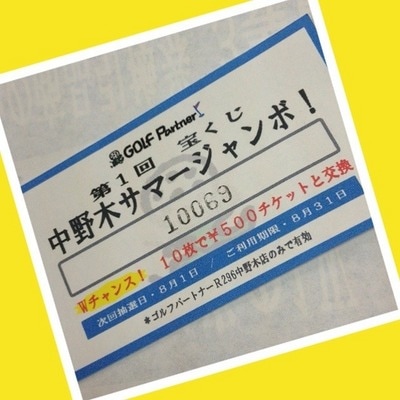 GOLF Partner
第1回 宝くじ
中野木サマージャンボ！
10069
Wチャンス！ 10枚で¥500チケットと交換
次回抽選日・8月1日 / ご利用期限・8月31日
＊ゴルフパートナーR296中野木店のみで有効